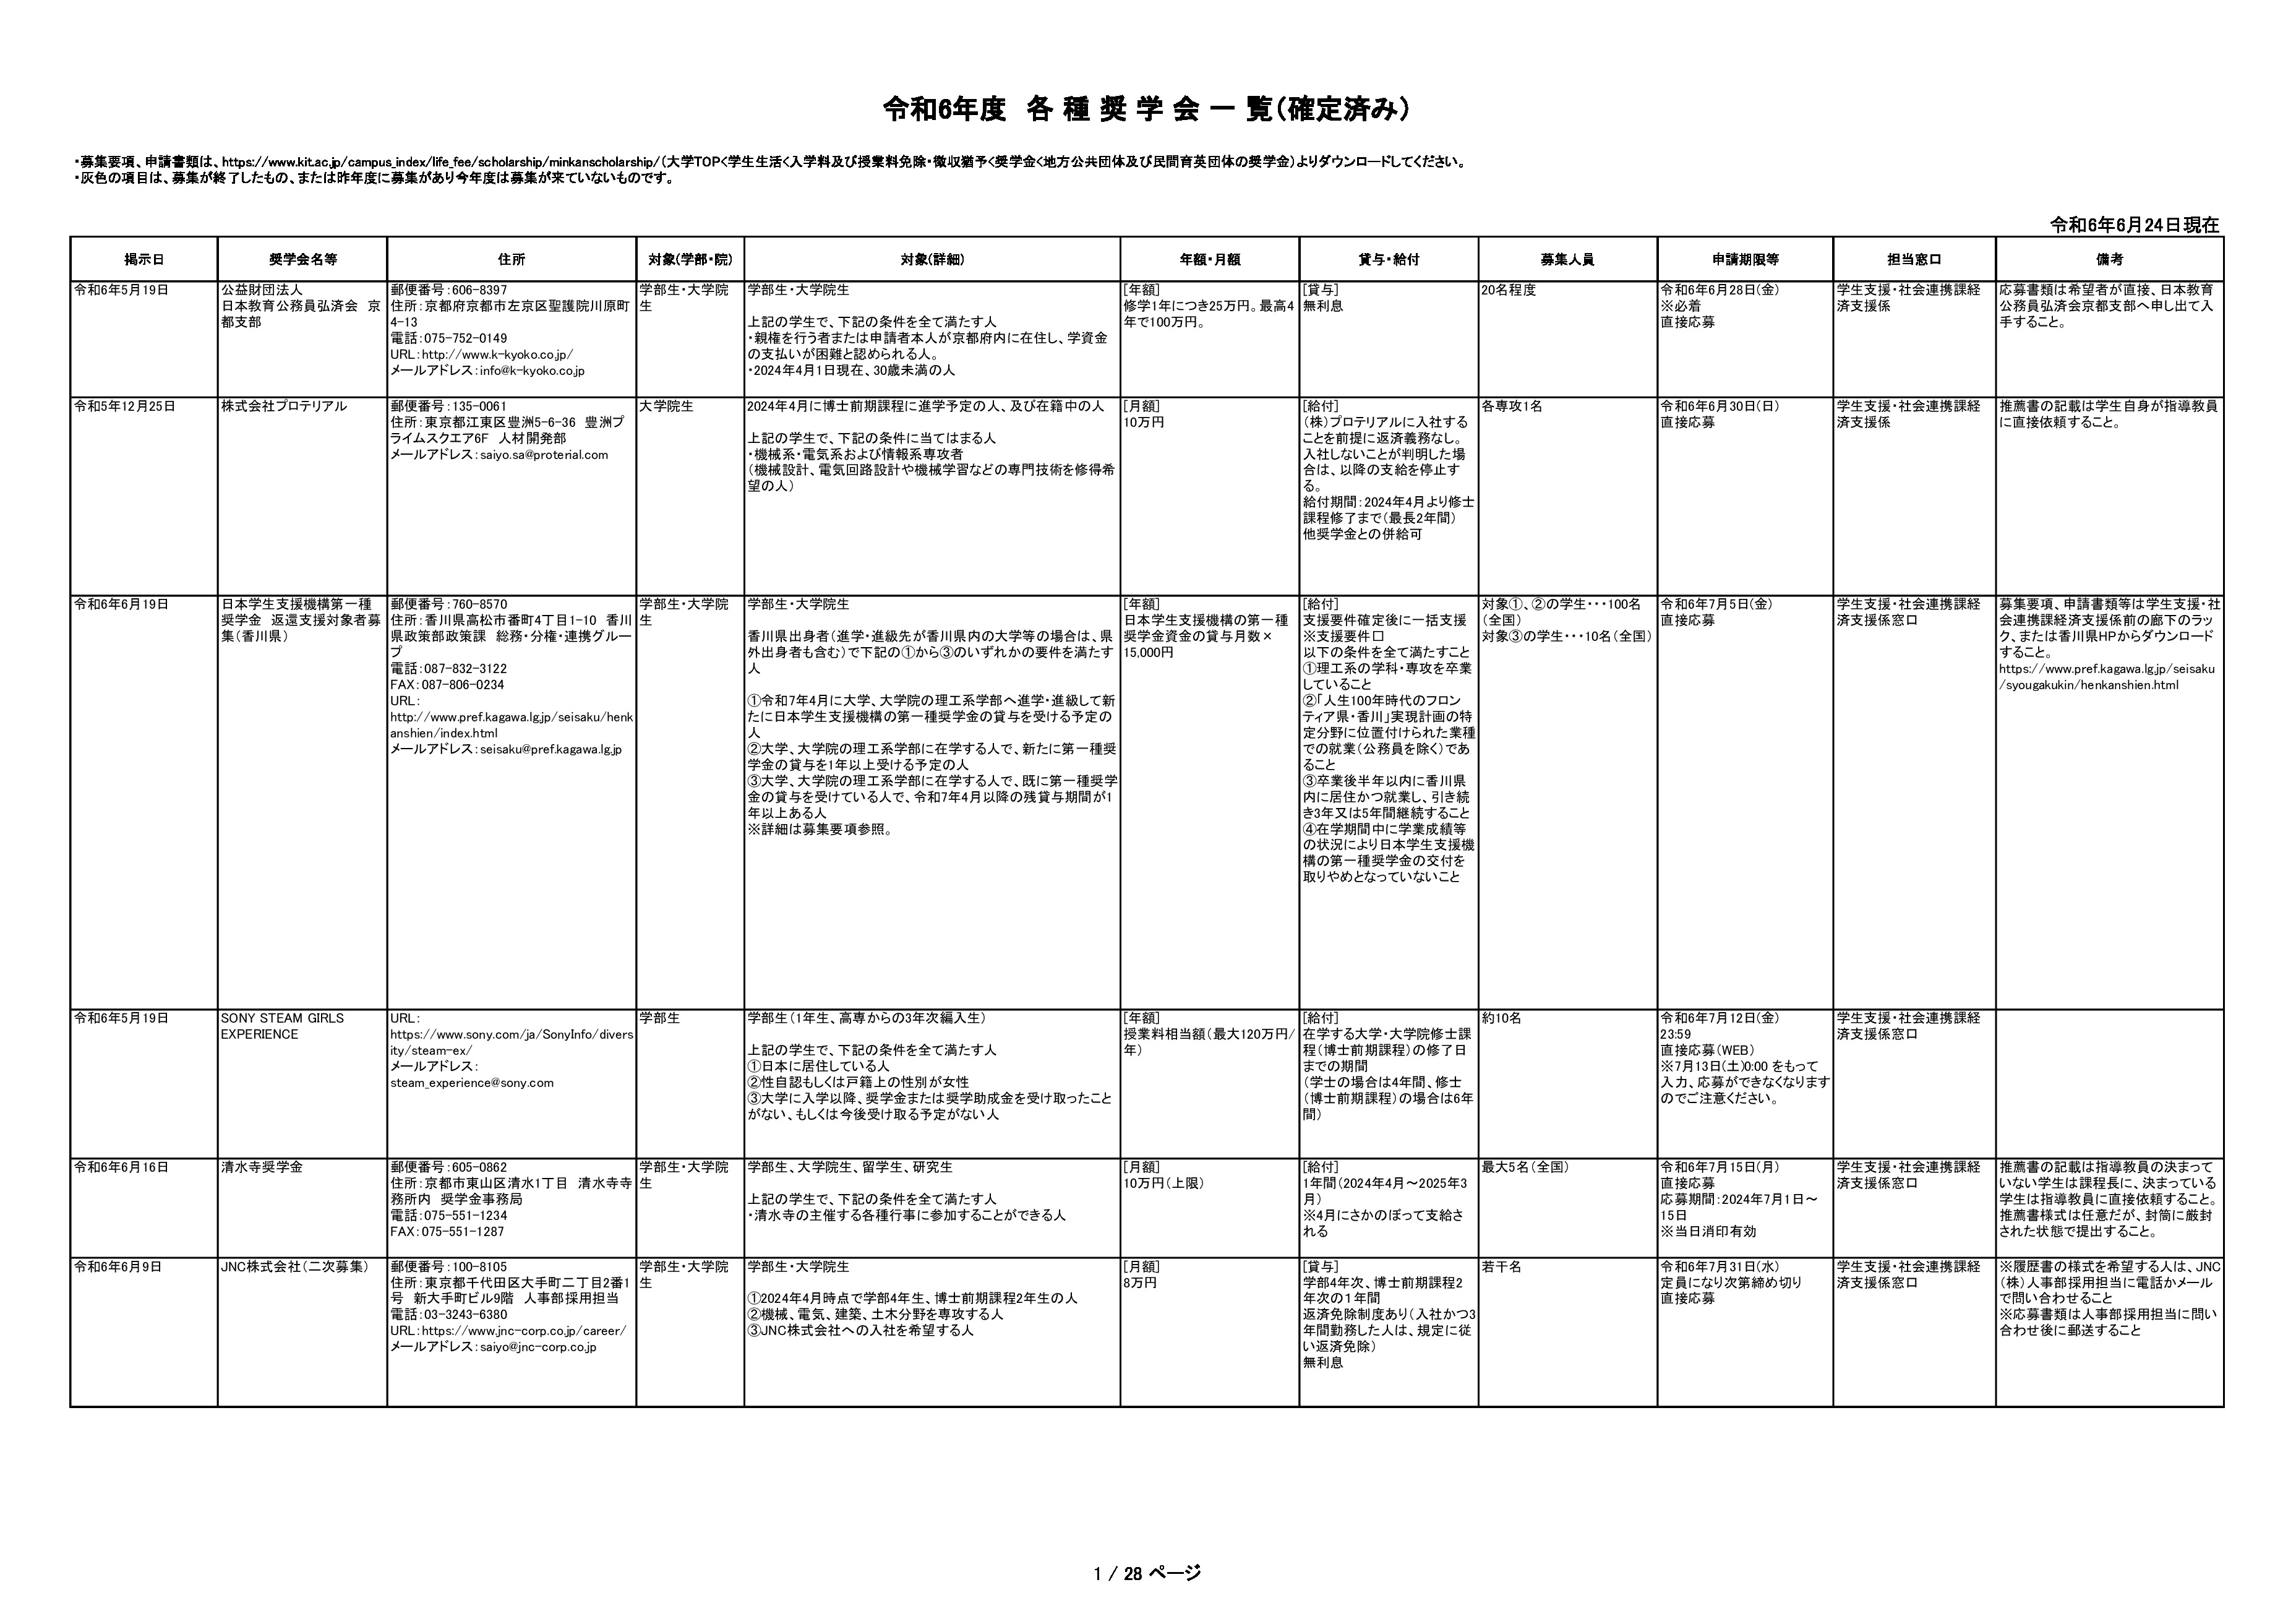 令和6年度 各 種 奨 学 会 一 覧(確定済み)
・募集要項、申請書類は、https://www.kit.ac.jp/campus_index/life_fee/scholarship/minkanscholarship/(大学TOP<学生生活<入学料及び授業料免除・徴収猶予<奨学金<地方公共団体及び民間育英団体の奨学金)よりダウンロードしてください。
・灰色の項目は、募集が終了したもの、または昨年度に募集があり今年度は募集が来ていないものです。
令和6年6月24日現在
掲示日
奨学会名等
住所
対象(学部・院)
対象(詳細)
年額・月額
貸与・給付
募集人員
申請期限等
担当窓口
備考
令和6年5月19日
公益財団法人
日本教育公務員弘済会 京
都支部
郵便番号:606-8397
住所:京都府京都市左京区聖護院川原町
4-13
電話:075-752-0149
URL:http://www.k-kyoko.co.jp/
メールアドレス:info@k-kyoko.co.jp
学部生・大学院
生
学部生・大学院生
上記の学生で、下記の条件を全て満たす人
・親権を行う者または申請者本人が京都府内に在住し、学資金
の支払いが困難と認められる人。
・2024年4月1日現在、30歳未満の人
[年額]
修学1年につき25万円。最高4
年で100万円。
[貸与]
無利息
20名程度
令和6年6月28日(金)
※必着
直接応募
学生支援・社会連携課経
済支援係
応募書類は希望者が直接、日本教育
公務員弘済会京都支部へ申し出て入
手すること。
令和5年12月25日
株式会社プロテリアル
郵便番号:135-0061
住所:東京都江東区豊洲5-6-36 豊洲プ
ライムスクエア6F 人材開発部
メールアドレス:saiyo.sa@proterial.com
大学院生
2024年4月に博士前期課程に進学予定の人、及び在籍中の人
上記の学生で、下記の条件に当てはまる人
・機械系・電気系および情報系専攻者
(機械設計、電気回路設計や機械学習などの専門技術を修得希
望の人)
[月額]
10万円
[給付]
(株)プロテリアルに入社する
ことを前提に返済義務なし。
入社しないことが判明した場
合は、以降の支給を停止す
る。
給付期間:2024年4月より修士
課程修了まで(最長2年間)
他奨学金との併給可
各専攻1名
令和6年6月30日(日)
直接応募
学生支援・社会連携課経
済支援係
推薦書の記載は学生自身が指導教員
に直接依頼すること。
令和6年6月19日
日本学生支援機構第一種
奨学金 返還支援対象者募
集(香川県)
郵便番号:760-8570
住所:香川県高松市番町4丁目1-10 香川
県政策部政策課 総務・分権・連携グルー
プ
電話:087-832-3122
FAX:087-806-0234
URL:
http://www.pref.kagawa.lg.jp/seisaku/henk
anshien/index.html
メールアドレス:seisaku@pref.kagawa.lg.jp
学部生・大学院
生
学部生・大学院生
香川県出身者(進学・進級先が香川県内の大学等の場合は、県
外出身者も含む)で下記の①から③のいずれかの要件を満たす
人
①令和7年4月に大学、大学院の理工系学部へ進学・進級して新
たに日本学生支援機構の第一種奨学金の貸与を受ける予定の
人
②大学、大学院の理工系学部に在学する人で、新たに第一種奨
学金の貸与を1年以上受ける予定の人
③大学、大学院の理工系学部に在学する人で、既に第一種奨学
金の貸与を受けている人で、令和7年4月以降の残貸与期間が1
年以上ある人
※詳細は募集要項参照。
[年額]
日本学生支援機構の第一種
奨学金資金の貸与月数×
15,000円
[給付]
支援要件確定後に一括支援
※支援要件口
以下の条件を全て満たすこと
①理工系の学科・専攻を卒業
していること
②「人生100年時代のフロン
ティア県・香川」実現計画の特
定分野に位置付けられた業種
での就業(公務員を除く)であ
ること
③卒業後半年以内に香川県
内に居住かつ就業し、引き続
き3年又は5年間継続すること
④在学期間中に学業成績等
の状況により日本学生支援機
構の第一種奨学金の交付を
取りやめとなっていないこと
対象①、②の学生・・・100名
(全国)
対象③の学生・・・10名(全国)
令和6年7月5日(金)
直接応募
学生支援・社会連携課経
済支援係窓口
募集要項、申請書類等は学生支援・社
会連携課経済支援係前の廊下のラッ
ク、または香川県HPからダウンロード
すること。
https://www.pref.kagawa.lg.jp/seisaku
/syougakukin/henkanshien.html
令和6年5月19日
SONY STEAM GIRLS
EXPERIENCE
URL:
https://www.sony.com/ja/SonyInfo/divers
ity/steam-ex/
メールアドレス:
steam_experience@sony.com
学部生
学部生(1年生、高専からの3年次編入生)
上記の学生で、下記の条件を全て満たす人
①日本に居住している人
②性自認もしくは戸籍上の性別が女性
③大学に入学以降、奨学金または奨学助成金を受け取ったこと
がない、もしくは今後受け取る予定がない人
[年額]
授業料相当額(最大120万円/
年)
[給付]
在学する大学・大学院修士課
程(博士前期課程)の修了日
までの期間
(学士の場合は4年間、修士
(博士前期課程)の場合は6年
間)
約10名
令和6年7月12日(金)
23:59
直接応募(WEB)
※7月13日(土)0:00 をもって
入力、応募ができなくなります
のでご注意ください。
学生支援・社会連携課経
済支援係窓口
令和6年6月16日
清水寺奨学金
郵便番号:605-0862
住所:京都市東山区清水1丁目 清水寺寺
務所内 奨学金事務局
電話:075-551-1234
FAX:075-551-1287
学部生・大学院
生
学部生、大学院生、留学生、研究生
上記の学生で、下記の条件を全て満たす人
・清水寺の主催する各種行事に参加することができる人
[月額]
10万円(上限)
[給付]
1年間(2024年4月～2025年3
月)
※4月にさかのぼって支給さ
れる
最大5名(全国)
令和6年7月15日(月)
直接応募
応募期間:2024年7月1日～
15日
※当日消印有効
学生支援・社会連携課経
済支援係窓口
推薦書の記載は指導教員の決まって
いない学生は課程長に、決まっている
学生は指導教員に直接依頼すること。
推薦書様式は任意だが、封筒に厳封
された状態で提出すること。
令和6年6月9日
JNC株式会社(二次募集)
郵便番号:100-8105
住所:東京都千代田区大手町二丁目2番1
号 新大手町ビル9階 人事部採用担当
電話:03-3243-6380
URL:https://www.jnc-corp.co.jp/career/
メールアドレス:saiyo@jnc-corp.co.jp
学部生・大学院
生
学部生・大学院生
①2024年4月時点で学部4年生、博士前期課程2年生の人
②機械、電気、建築、土木分野を専攻する人
③JNC株式会社への入社を希望する人
[月額]
8万円
[貸与]
学部4年次、博士前期課程2
年次の1年間
返済免除制度あり(入社かつ3
年間勤務した人は、規定に従
い返済免除)
無利息
若干名
令和6年7月31日(水)
定員になり次第締め切り
直接応募
学生支援・社会連携課経
済支援係窓口
※履歴書の様式を希望する人は、JNC
(株)人事部採用担当に電話かメール
で問い合わせること
※応募書類は人事部採用担当に問い
合わせ後に郵送すること
1 / 28 ページ